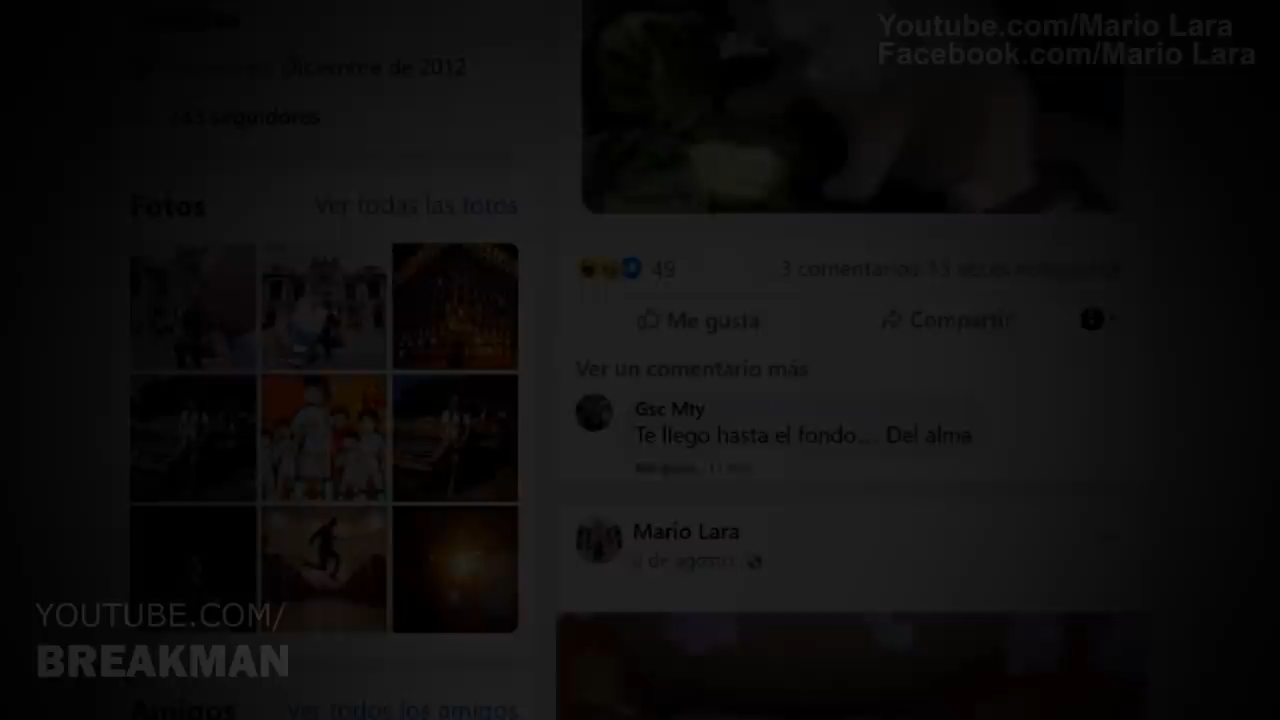 Youtube.com/Mario Lara
Facebook.com/Mario Lara
diciembre de 2012
seguidores
Fotos
Ver todas las fotos
49
3 comentarios 13 veces
Me gusta
Compartir
Ver un comentario más
Gsc Mty
Te llego hasta el fondo.... Del alma
Mario Lara
de agosto
YOUTUBE.COM/
BREAKMAN
Amigos
Ver todos los amigos